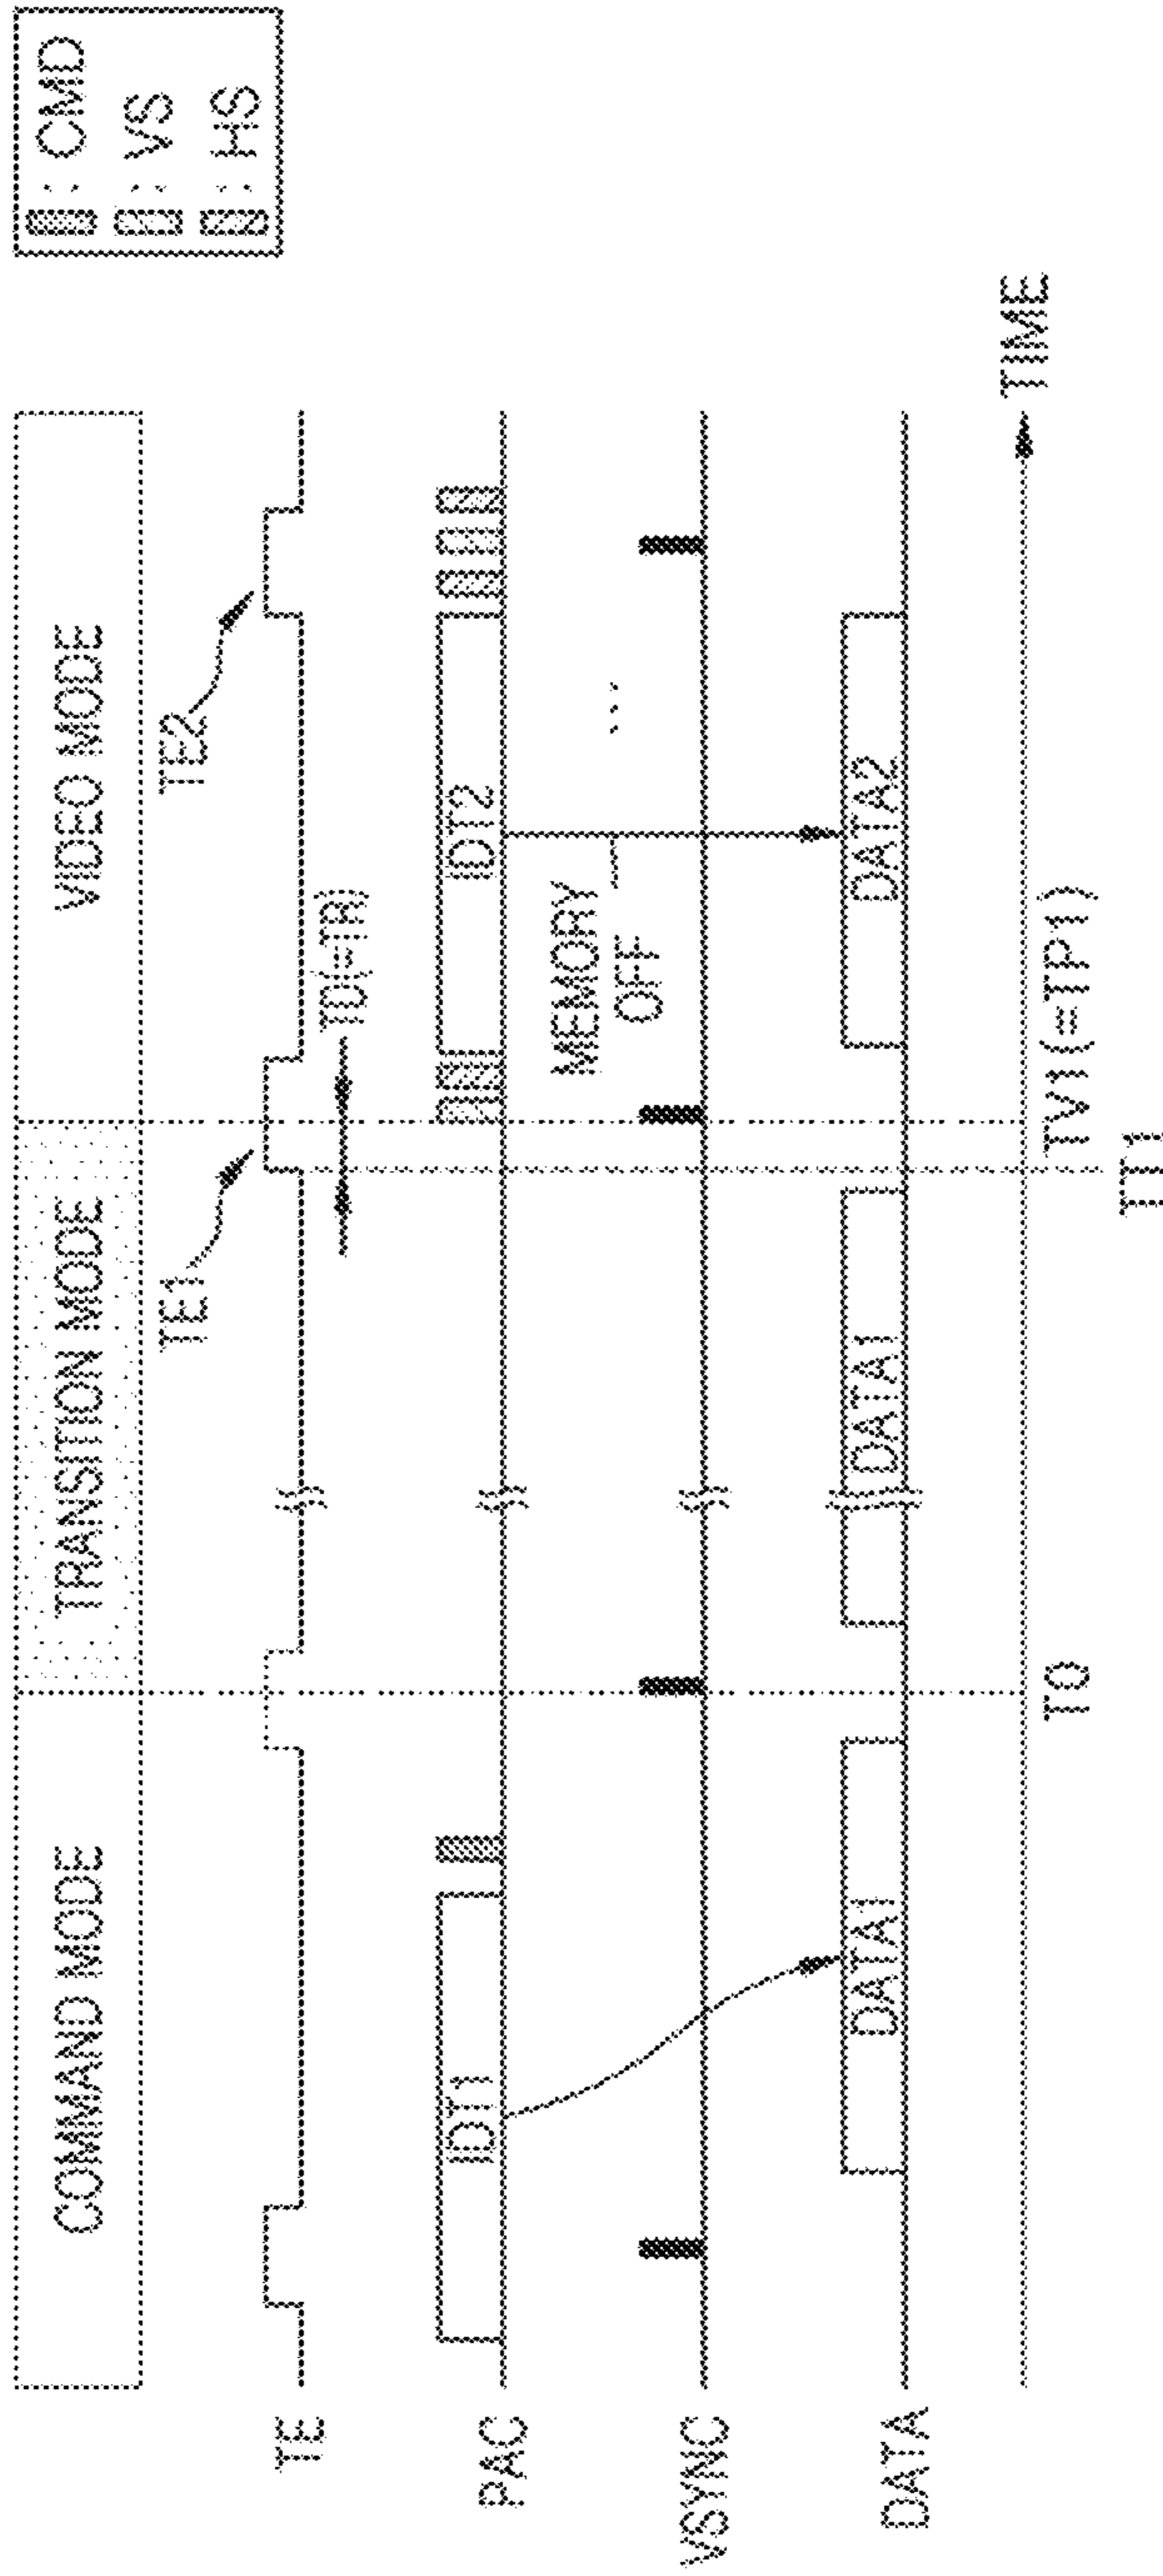 : CMD
: VS
: HS
COMMAND MODE
TRANSITION MODE
VIDEO MODE
TE1
TE2
TE
TD(=TR)
PAC
IDT1
IDT2
MEMORY
OFF
...
VSYNC
DATA
DATA1
DATA1
DATA2
TIME
T0
TV1(=TP1)
TT1